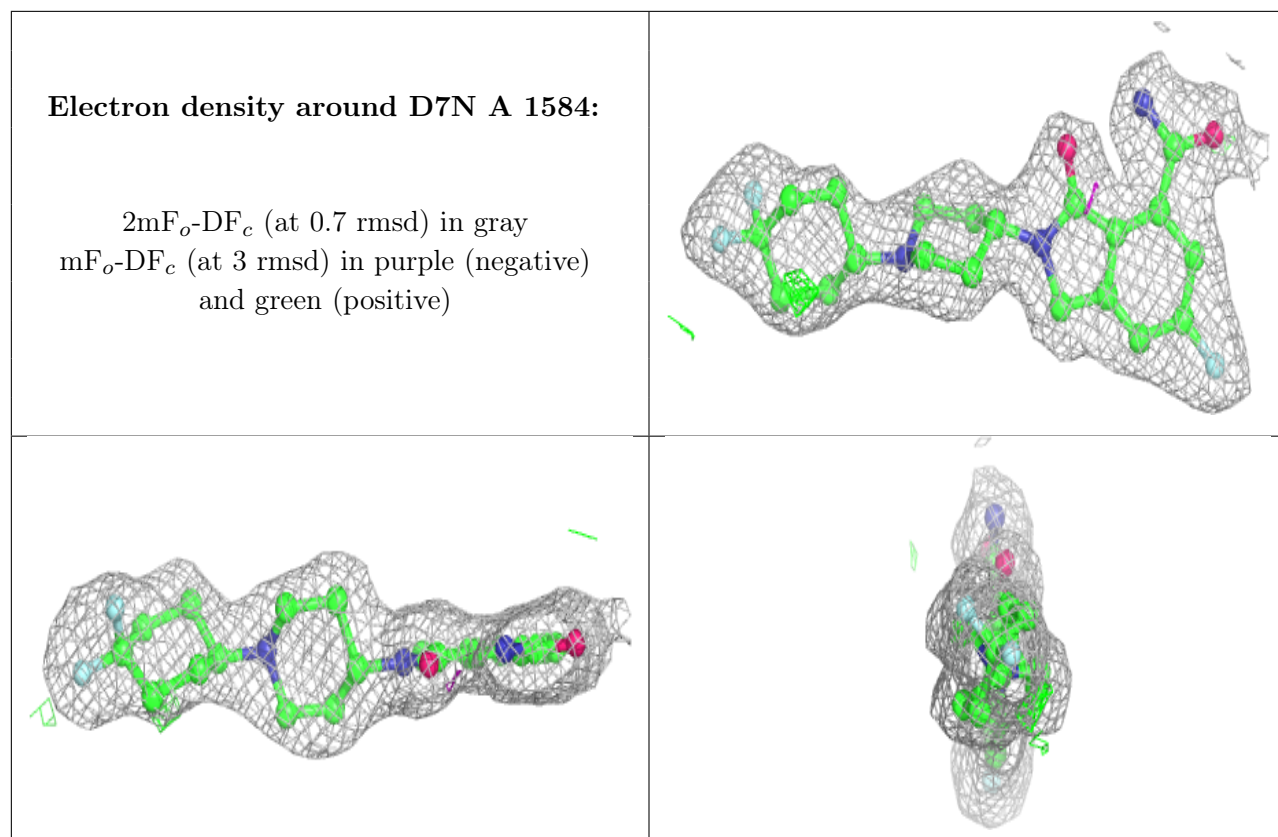 Electron density around D7N A 1584:
2mFo-DFc (at 0.7 rmsd) in gray
mFo-DFc (at 3 rmsd) in purple (negative)
and green (positive)